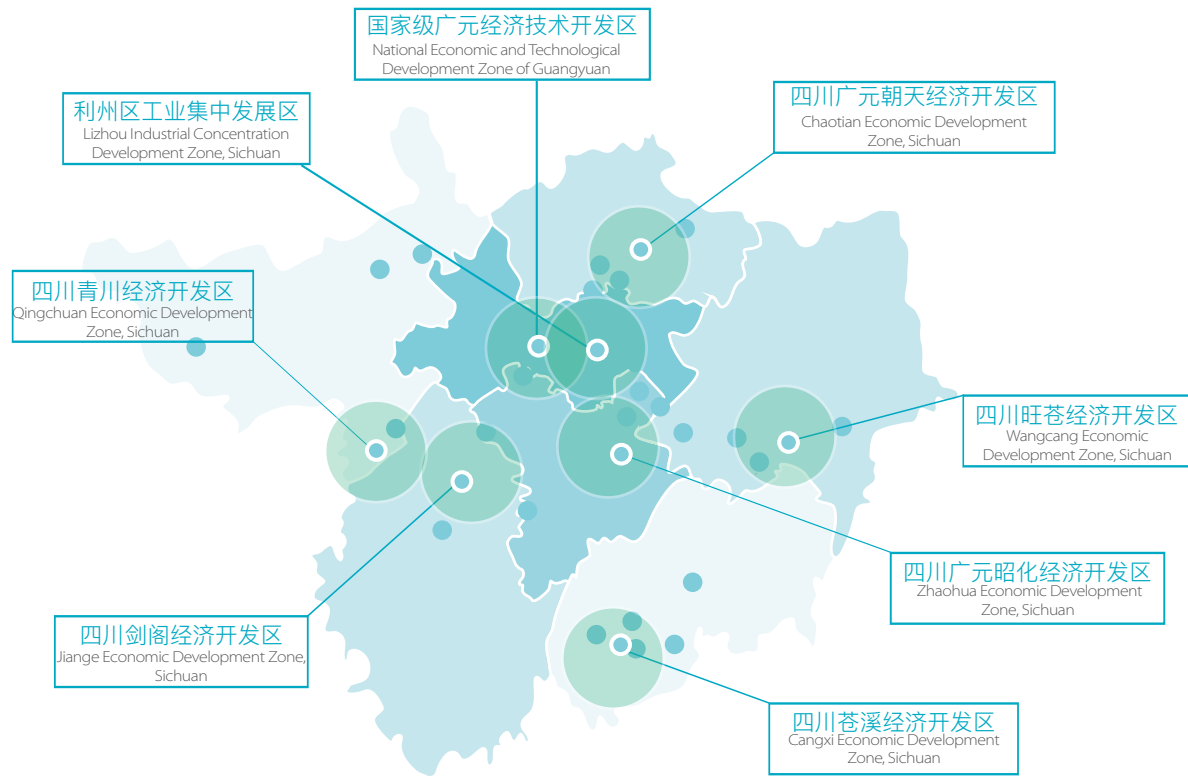 国家级广元经济技术开发区
National Economic and Technological
Development Zone of Guangyuan
利州区工业集中发展区
Lizhou Industrial Concentration
Development Zone, Sichuan
四川广元朝天经济开发区
Chaotian Economic Development
Zone, Sichuan
四川青川经济开发区
Qingchuan Economic Development
Zone, Sichuan
四川旺苍经济开发区
Wangcang Economic
Development Zone, Sichuan
四川广元昭化经济开发区
Zhaohua Economic Development
Zone, Sichuan
四川剑阁经济开发区
Jiange Economic Development Zone,
Sichuan
四川苍溪经济开发区
Cangxi Economic Development
Zone, Sichuan